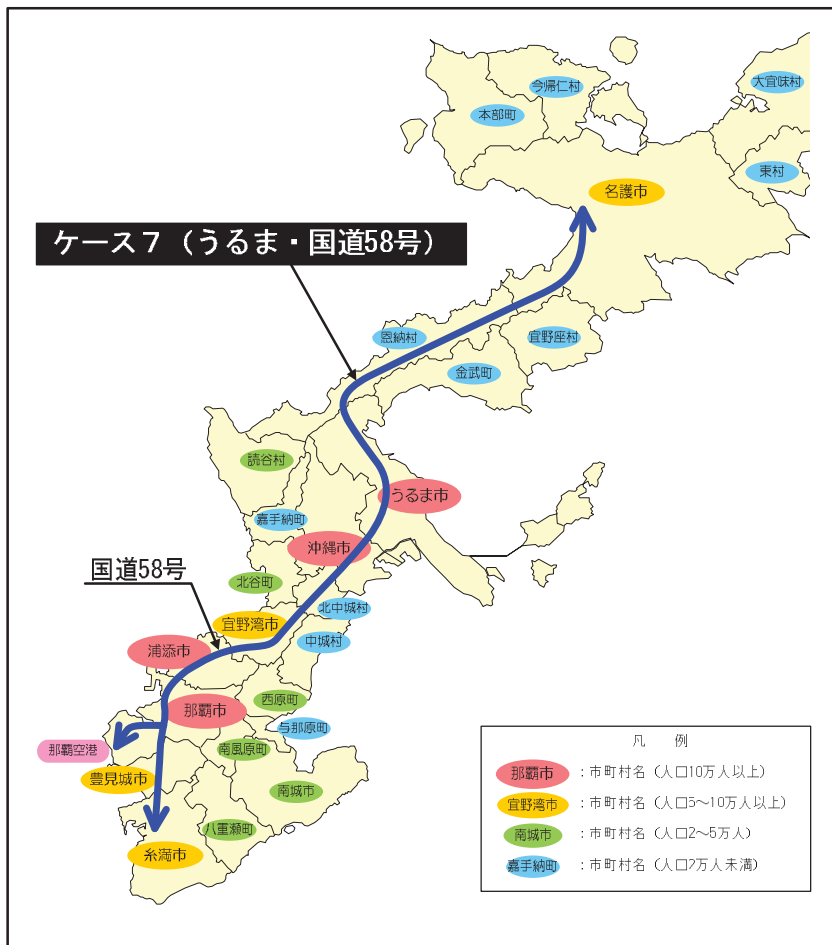 今帰仁村
大宜味村
本部町
東村
名護市
ケース7（うるま・国道58号）
恩納村
宜野座村
金武町
読谷村
うるま市
嘉手納町
沖縄市
国道58号
北谷町
北中城村
宜野湾市
中城村
浦添市
西原町
那覇市
与那原町
那覇空港
南風原町
豊見城市
南城市
八重瀬町
糸満市
凡 例
那覇市 ：市町村名（人口10万人以上）
宜野湾市 ：市町村名（人口5～10万人以上）
南城市 ：市町村名（人口2～5万人）
嘉手納町 ：市町村名（人口2万人未満）